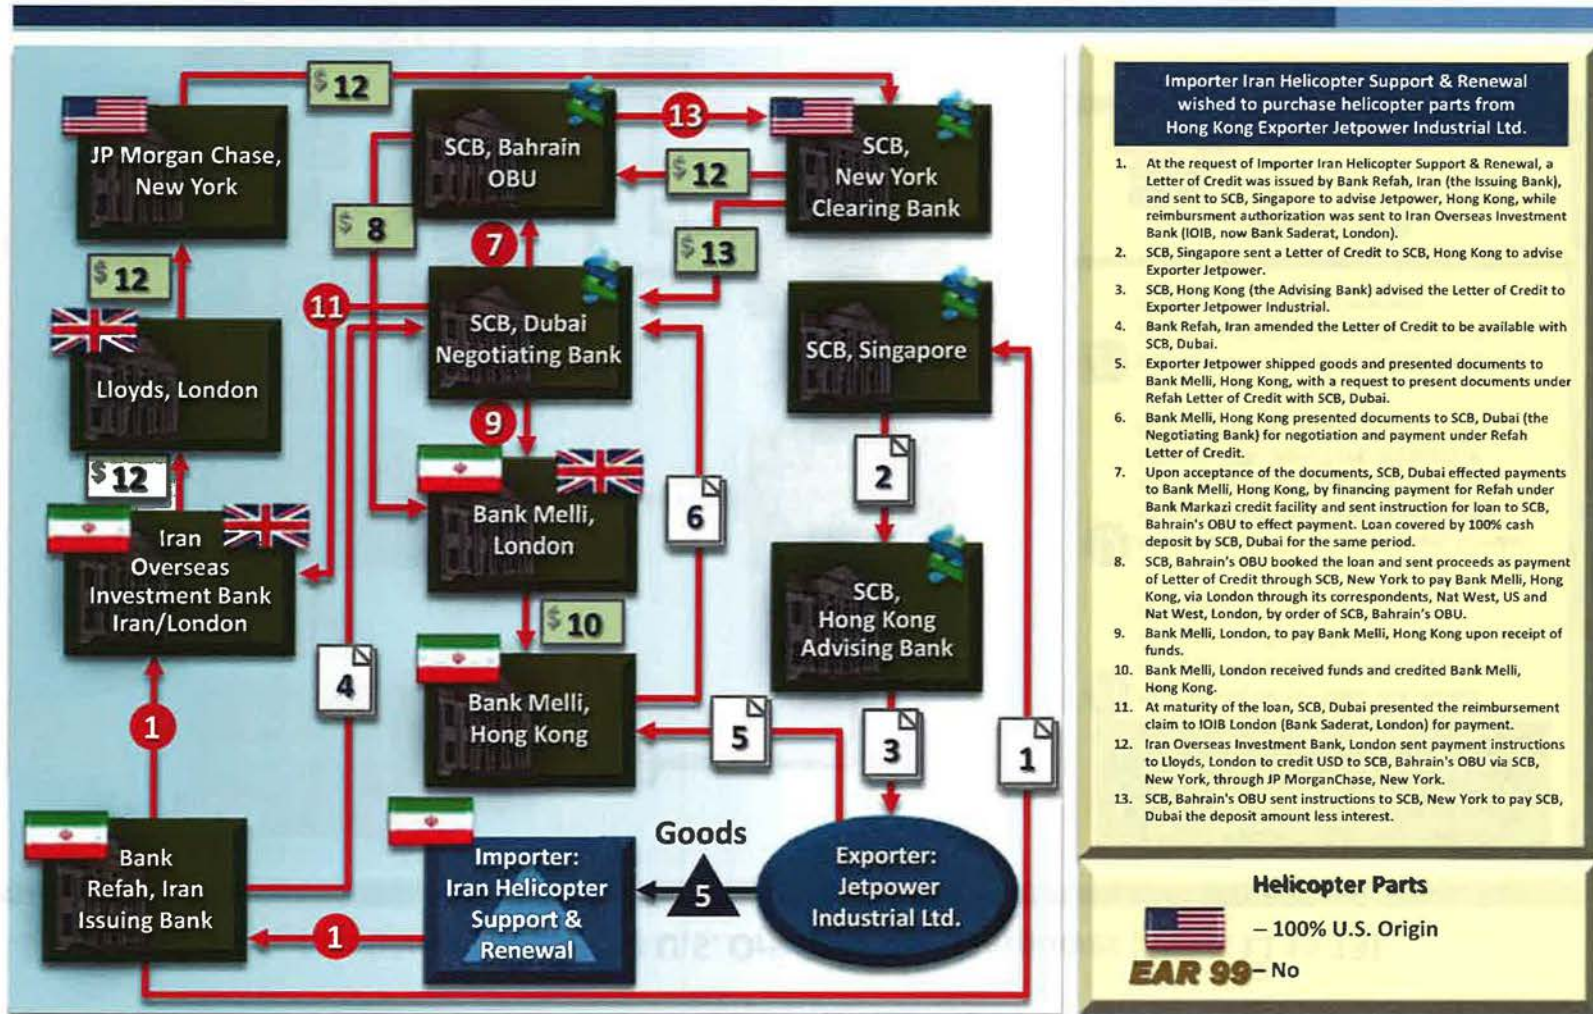 $ 12
JP Morgan Chase,
New York
SCB, Bahrain
OBU
13
SCB,
New York
Clearing Bank
$ 12
$ 8
7
$ 13
$ 12
11
SCB, Dubai
Negotiating Bank
SCB, Singapore
Lloyds, London
9
2
$ 12
Bank Melli,
London
6
Iran
Overseas
Investment Bank
Iran/London
$ 10
SCB,
Hong Kong
Advising Bank
4
Bank Melli,
Hong Kong
1
5
3
1
Goods
5
Bank
Refah, Iran
Issuing Bank
1
Importer:
Iran Helicopter
Support &
Renewal
Exporter:
Jetpower
Industrial Ltd.
Importer Iran Helicopter Support & Renewal
wished to purchase helicopter parts from
Hong Kong Exporter Jetpower Industrial Ltd.
1. At the request of Importer Iran Helicopter Support & Renewal, a
Letter of Credit was issued by Bank Refah, Iran (the Issuing Bank),
and sent to SCB, Singapore to advise Jetpower, Hong Kong, while
reimbursment authorization was sent to Iran Overseas Investment
Bank (IOIB, now Bank Saderat, London).
2. SCB, Singapore sent a Letter of Credit to SCB, Hong Kong to advise
Exporter Jetpower.
3. SCB, Hong Kong (the Advising Bank) advised the Letter of Credit to
Exporter Jetpower Industrial.
4. Bank Refah, Iran amended the Letter of Credit to be available with
SCB, Dubai.
5. Exporter Jetpower shipped goods and presented documents to
Bank Melli, Hong Kong, with a request to present documents under
Refah Letter of Credit with SCB, Dubai.
6. Bank Melli, Hong Kong presented documents to SCB, Dubai (the
Negotiating Bank) for negotiation and payment under Refah
Letter of Credit.
7. Upon acceptance of the documents, SCB, Dubai effected payments
to Bank Melli, Hong Kong, by financing payment for Refah under
Bank Markazi credit facility and sent instruction for loan to SCB,
Bahrain's OBU to effect payment. Loan covered by 100% cash
deposit by SCB, Dubai for the same period.
8. SCB, Bahrain's OBU booked the loan and sent proceeds as payment
of Letter of Credit through SCB, New York to pay Bank Melli, Hong
Kong, via London through its correspondents, Nat West, US and
Nat West, London, by order of SCB, Bahrain's OBU.
9. Bank Melli, London, to pay Bank Melli, Hong Kong upon receipt of
funds.
10. Bank Melli, London received funds and credited Bank Melli,
Hong Kong.
11. At maturity of the loan, SCB, Dubai presented the reimbursement
claim to IOIB London (Bank Saderat, London) for payment.
12. Iran Overseas Investment Bank, London sent payment instructions
to Lloyds, London to credit USD to SCB, Bahrain's OBU via SCB,
New York, through JP MorganChase, New York.
13. SCB, Bahrain's OBU sent instructions to SCB, New York to pay SCB,
Dubai the deposit amount less interest.
Helicopter Parts
– 100% U.S. Origin
EAR 99 – No